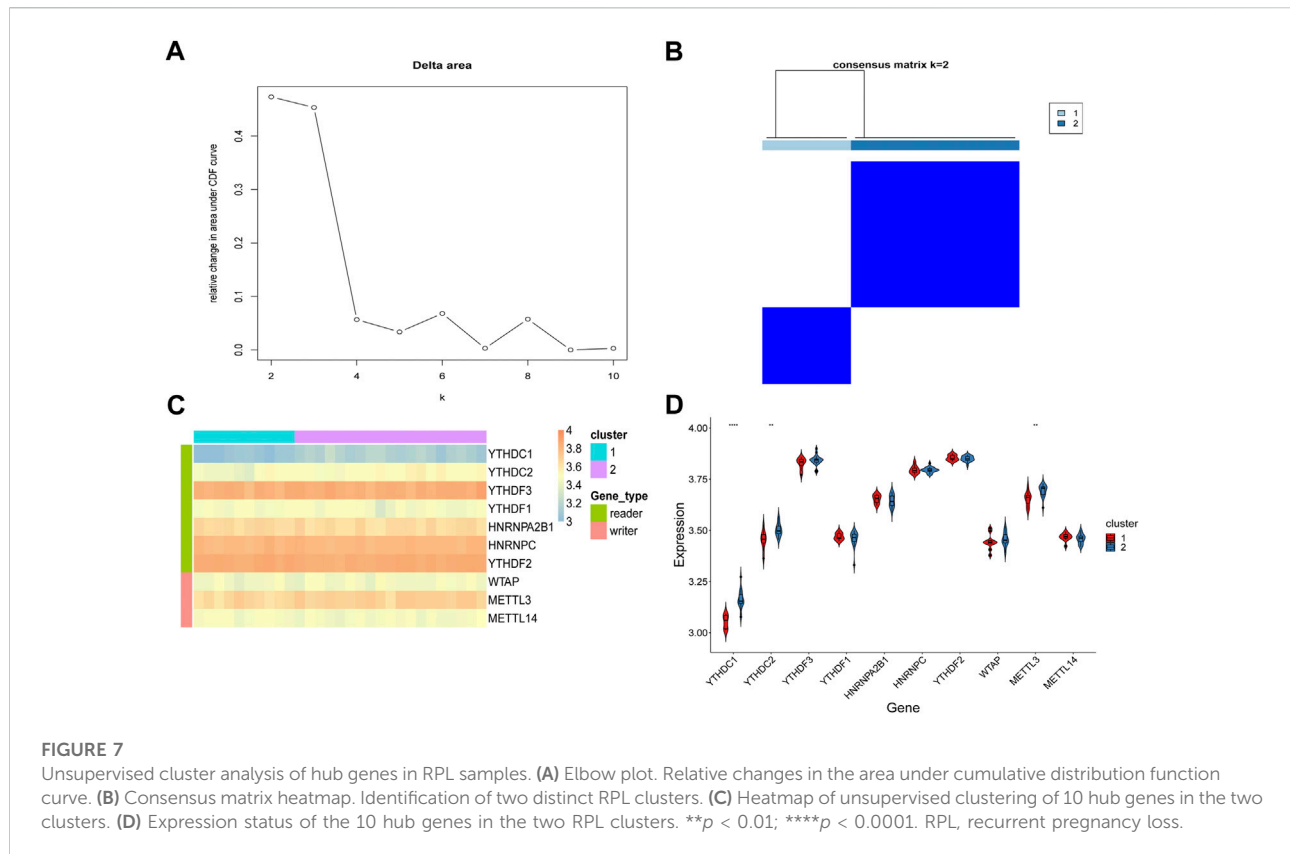 A
Delta area
relative change in area under CDF curve
0.4
0.3
0.2
0.1
0.0
2 4 6 8 10
k
B
consensus matrix k=2
1
2
C
YTHDC1
YTHDC2
YTHDF3
YTHDF1
HNRNPA2B1
HNRNPC
YTHDF2
WTAP
METTL3
METTL14
4
3.8
3.6
3.4
3.2
3
cluster
1
2
Gene_type
reader
writer
D
**** ** **
Expression
4.00
3.75
3.50
3.25
3.00
YTHDC1 YTHDC2 YTHDF3 YTHDF1 HNRNPA2B1 HNRNPC YTHDF2 WTAP METTL3 METTL14
Gene
cluster
1
2
FIGURE 7
Unsupervised cluster analysis of hub genes in RPL samples. (A) Elbow plot. Relative changes in the area under cumulative distribution function
curve. (B) Consensus matrix heatmap. Identification of two distinct RPL clusters. (C) Heatmap of unsupervised clustering of 10 hub genes in the two
clusters. (D) Expression status of the 10 hub genes in the two RPL clusters. **p < 0.01; ****p < 0.0001. RPL, recurrent pregnancy loss.